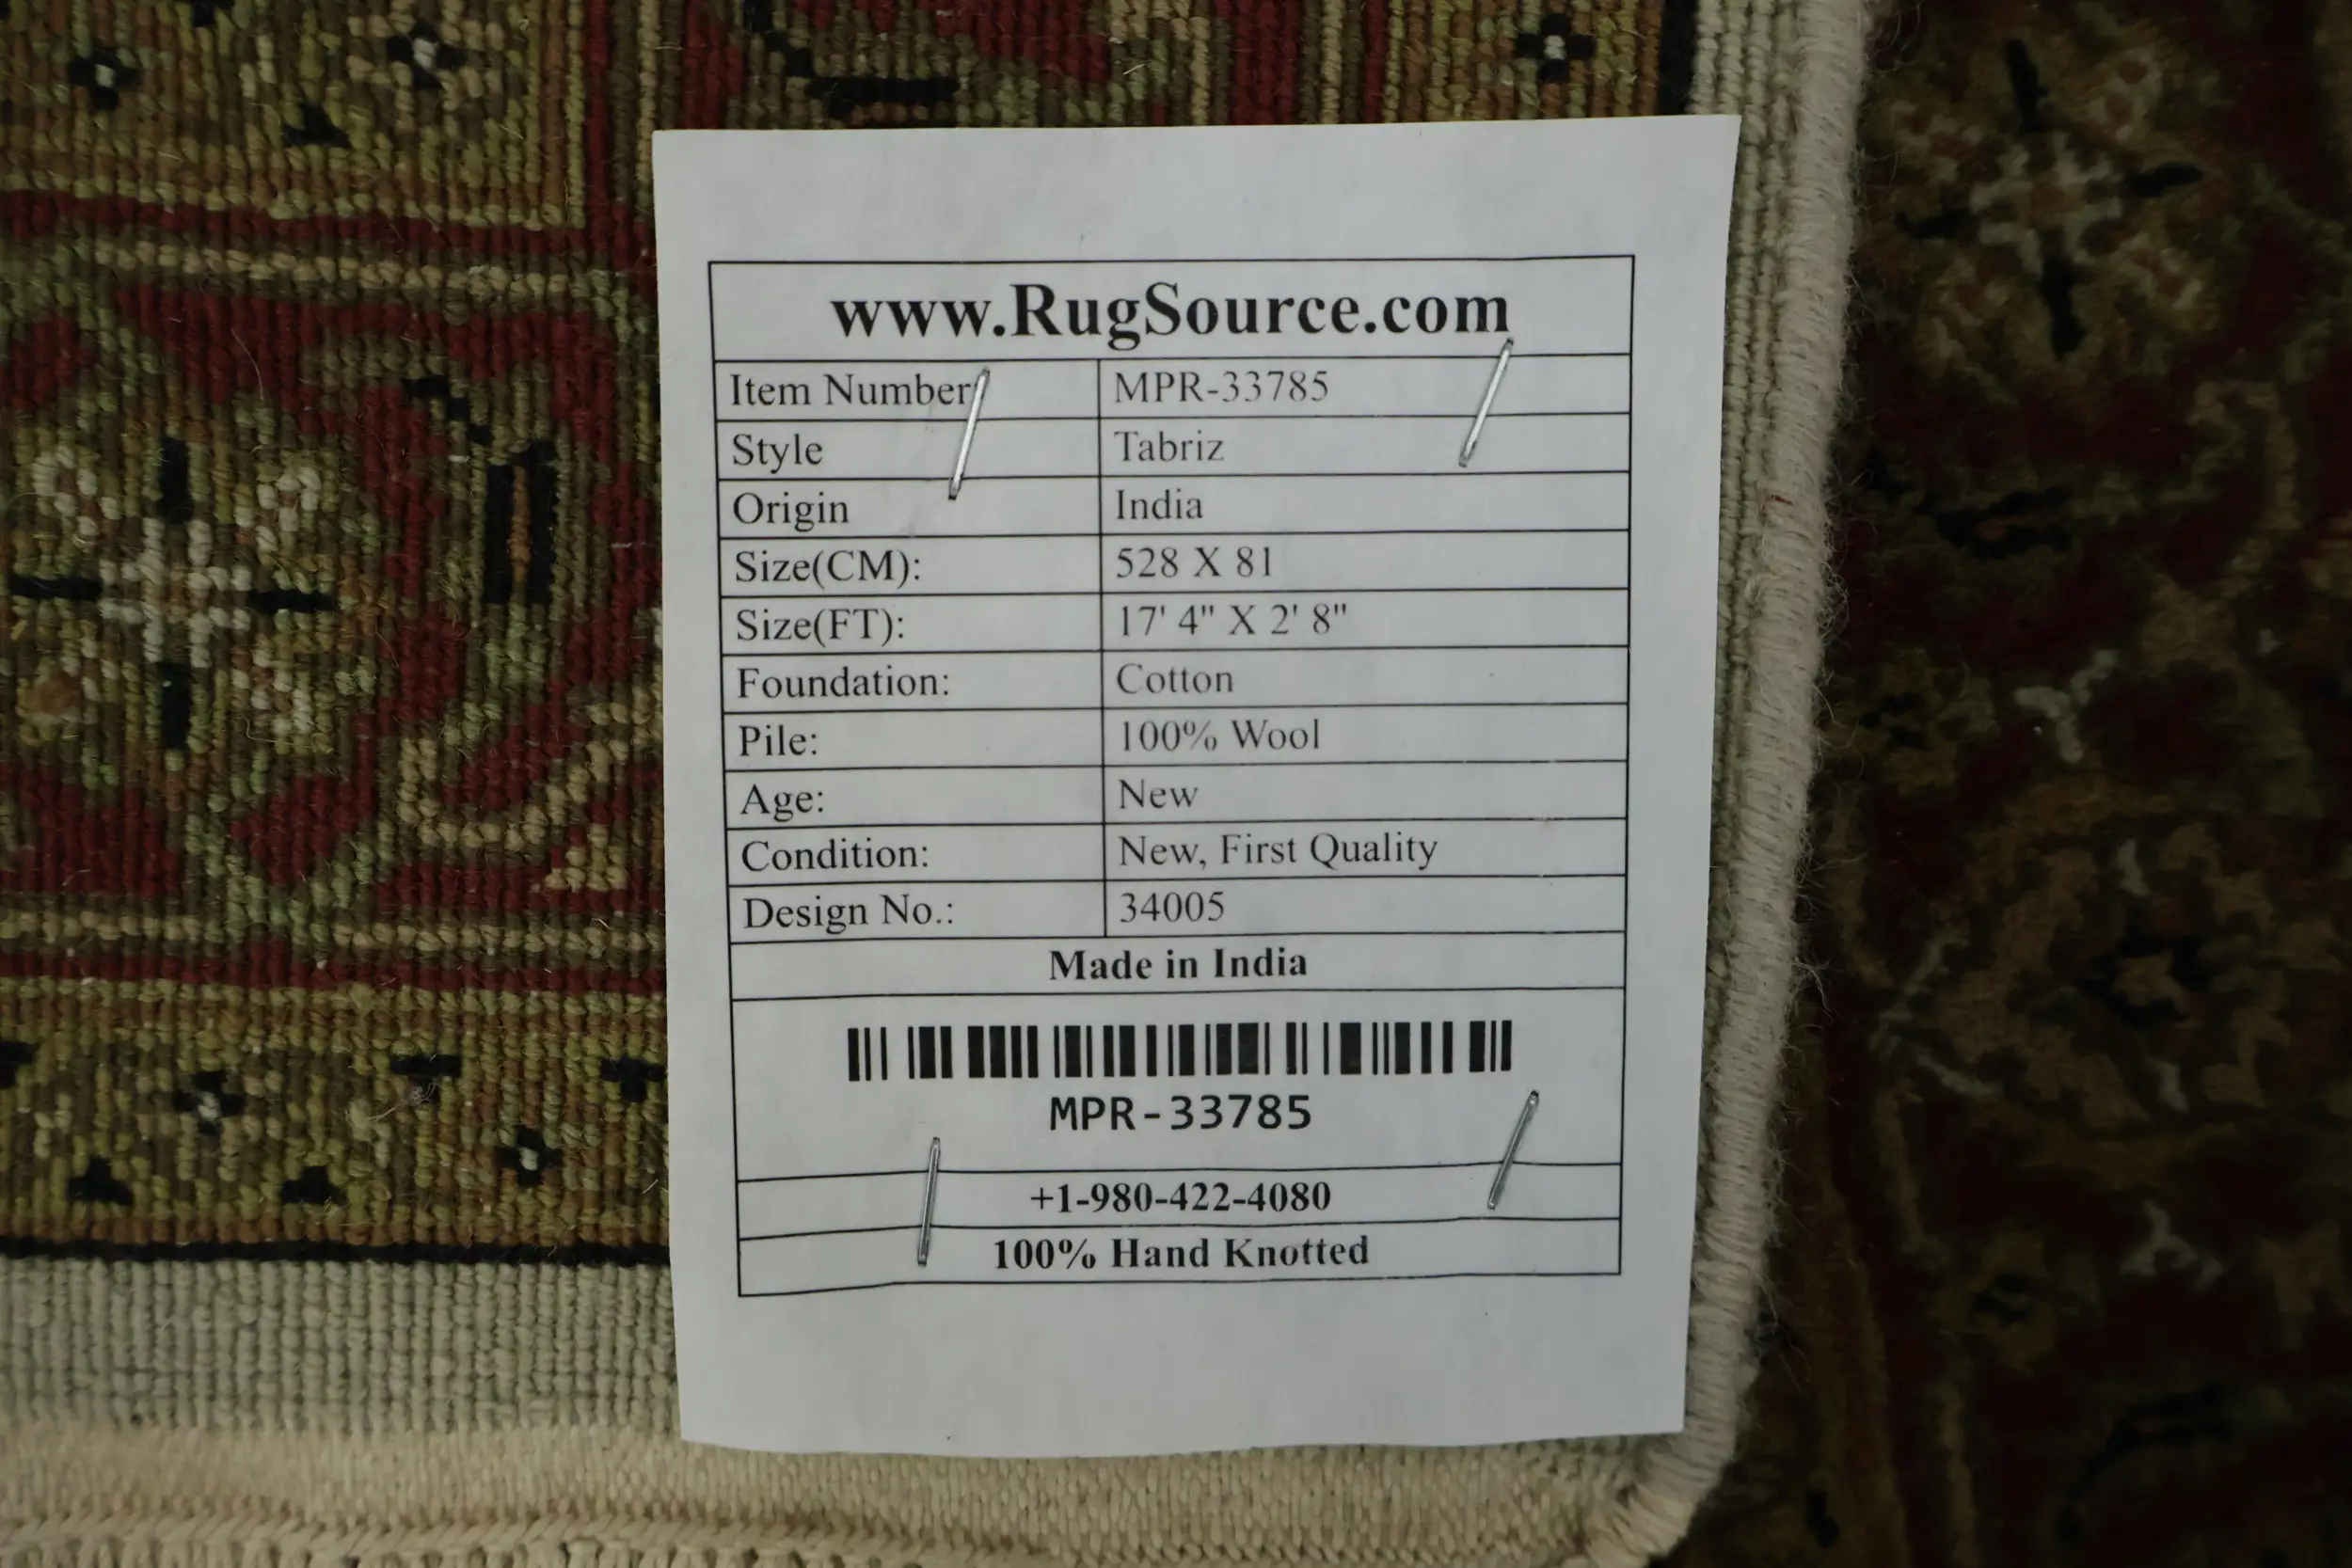 www.RugSource.com
Item Number MPR-33785
Style Tabriz
Origin India
Size(CM): 528 X 81
Size(FT): 17' 4" X 2' 8"
Foundation: Cotton
Pile: 100% Wool
Age: New
Condition: New, First Quality
Design No.: 34005
Made in India
MPR-33785
+1-980-422-4080
100% Hand Knotted